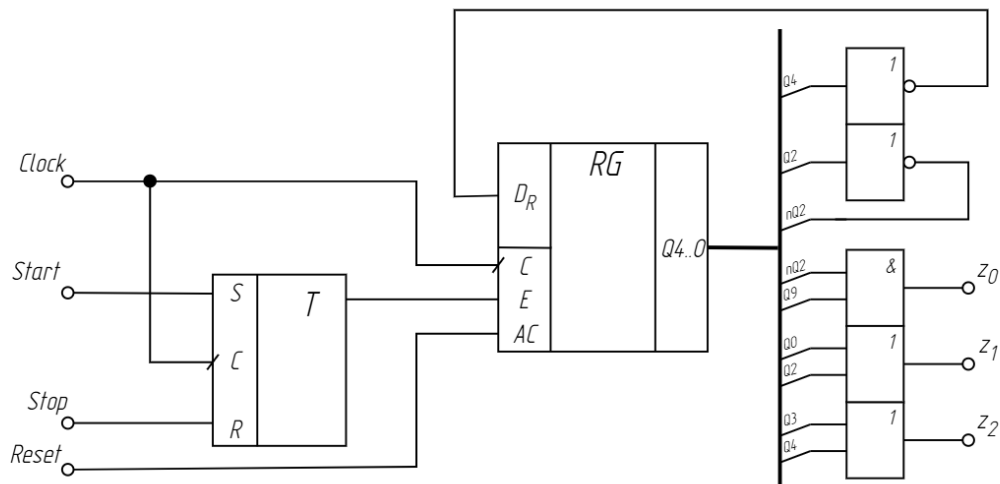 Clock
Start
Stop
Reset
S
C
R
T
D_R
C
E
AC
RG
Q4..0
Q4
1
Q2
1
nQ2
nQ2
Q9
&
z_0
Q0
Q2
1
z_1
Q3
Q4
1
z_2